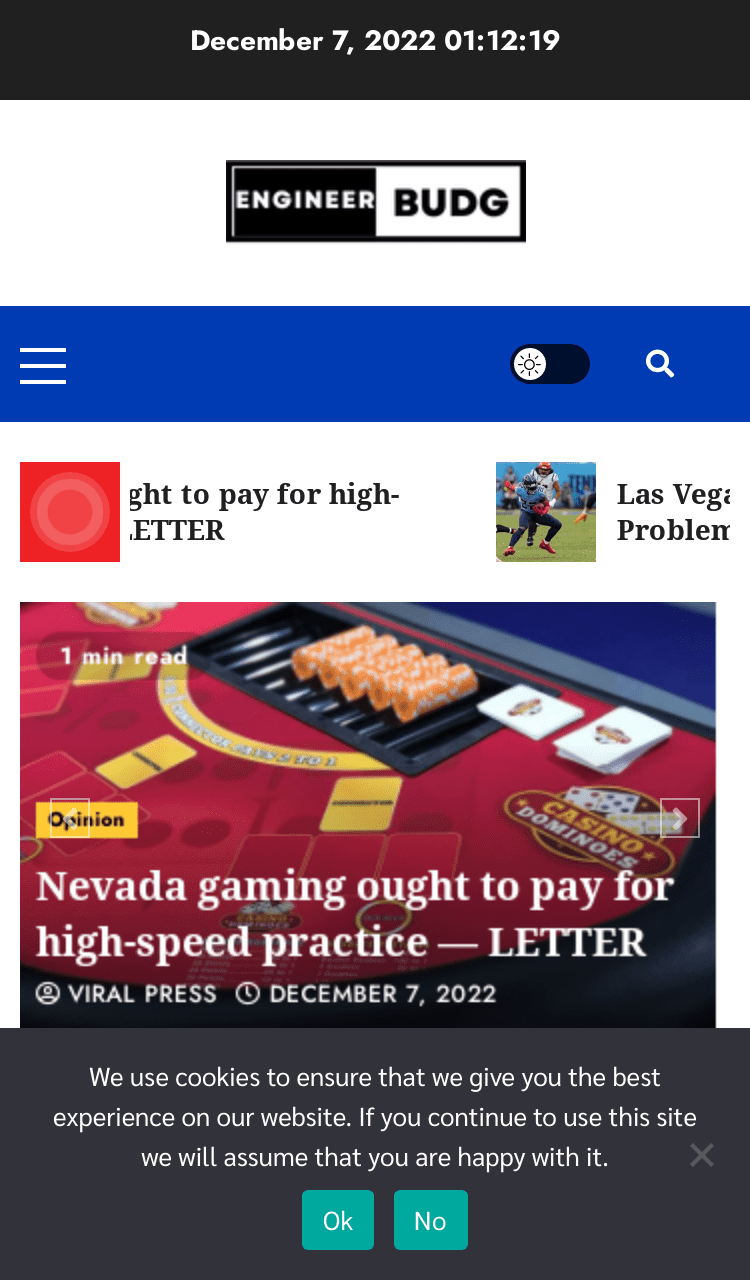 December 7, 2022 01:12:19
ENGINEER BUDG
ght to pay for high-
LETTER
Las Vega
Problem
1 min read
Opinion
CASINO
DOMINOES
Nevada gaming ought to pay for
high-speed practice — LETTER
VIRAL PRESS DECEMBER 7, 2022
We use cookies to ensure that we give you the best
experience on our website. If you continue to use this site
we will assume that you are happy with it.
Ok No